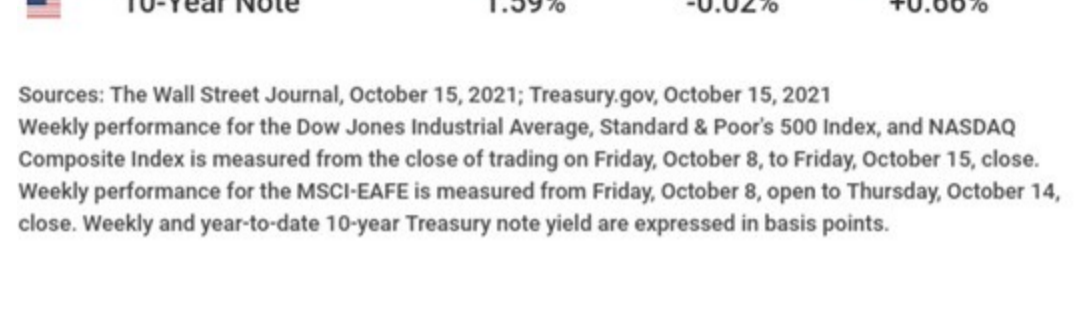 10-Year Note 1.59% -0.02% +0.66%
Sources: The Wall Street Journal, October 15, 2021; Treasury.gov, October 15, 2021
Weekly performance for the Dow Jones Industrial Average, Standard & Poor's 500 Index, and NASDAQ
Composite Index is measured from the close of trading on Friday, October 8, to Friday, October 15, close.
Weekly performance for the MSCI-EAFE is measured from Friday, October 8, open to Thursday, October 14,
close. Weekly and year-to-date 10-year Treasury note yield are expressed in basis points.